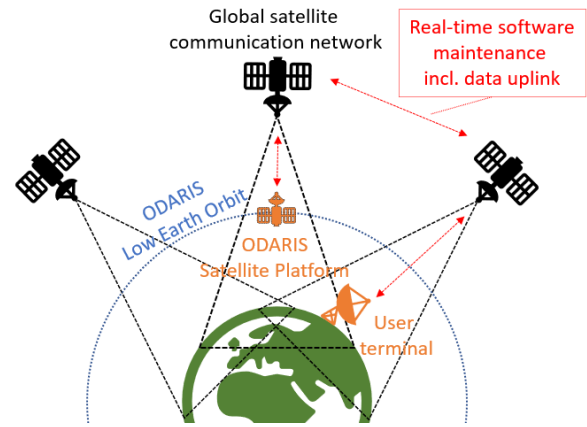 Global satellite
communication network
Real-time software
maintenance
incl. data uplink
ODARIS
Low Earth Orbit
ODARIS
Satellite Platform
User
terminal